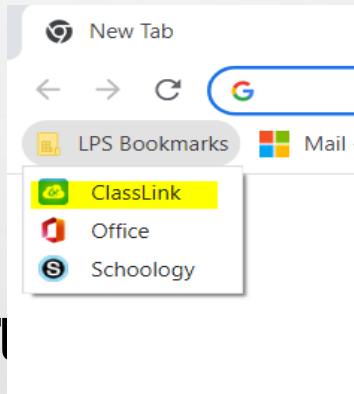 New Tab
LPS Bookmarks Mail
ClassLink
Office
Schoology